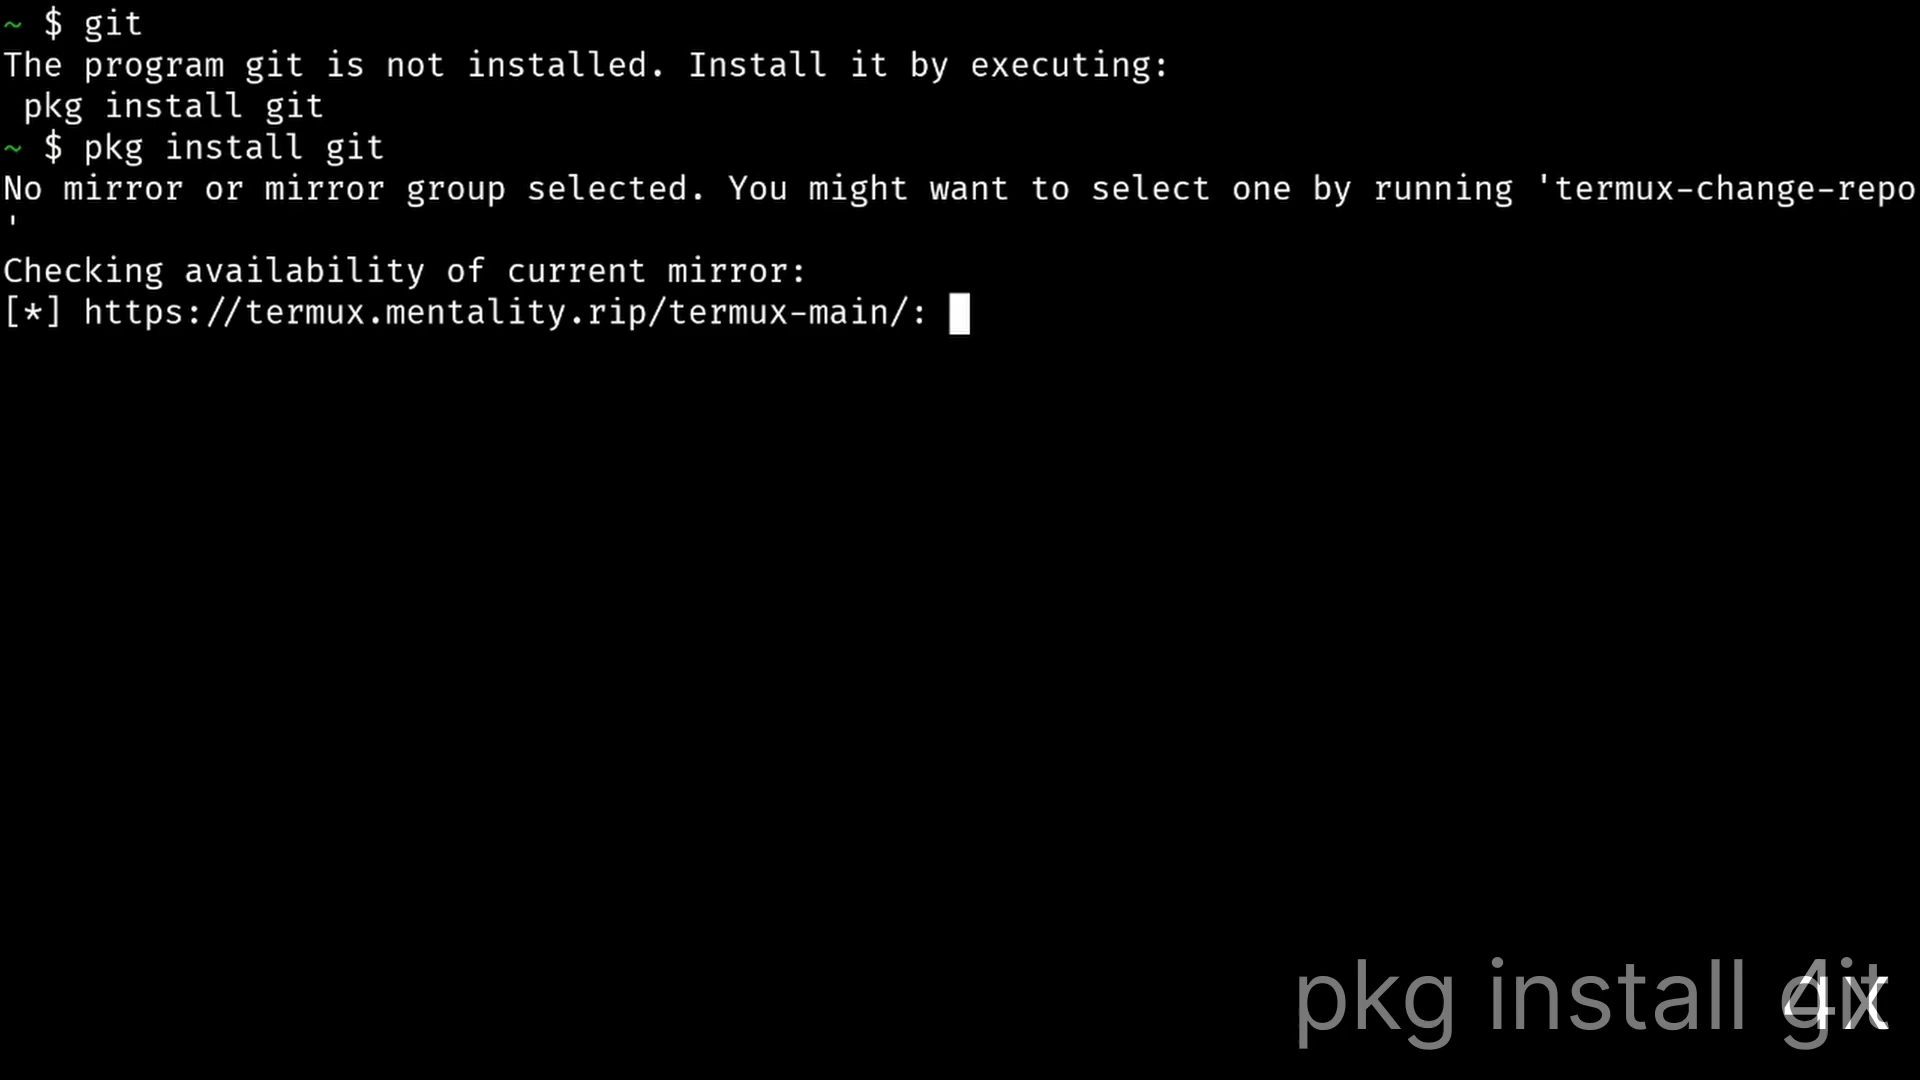 ~ $ git
The program git is not installed. Install it by executing:
 pkg install git
~ $ pkg install git
No mirror or mirror group selected. You might want to select one by running 'termux-change-repo
'
Checking availability of current mirror:
[*] https://termux.mentality.rip/termux-main/:
pkg install git
4x